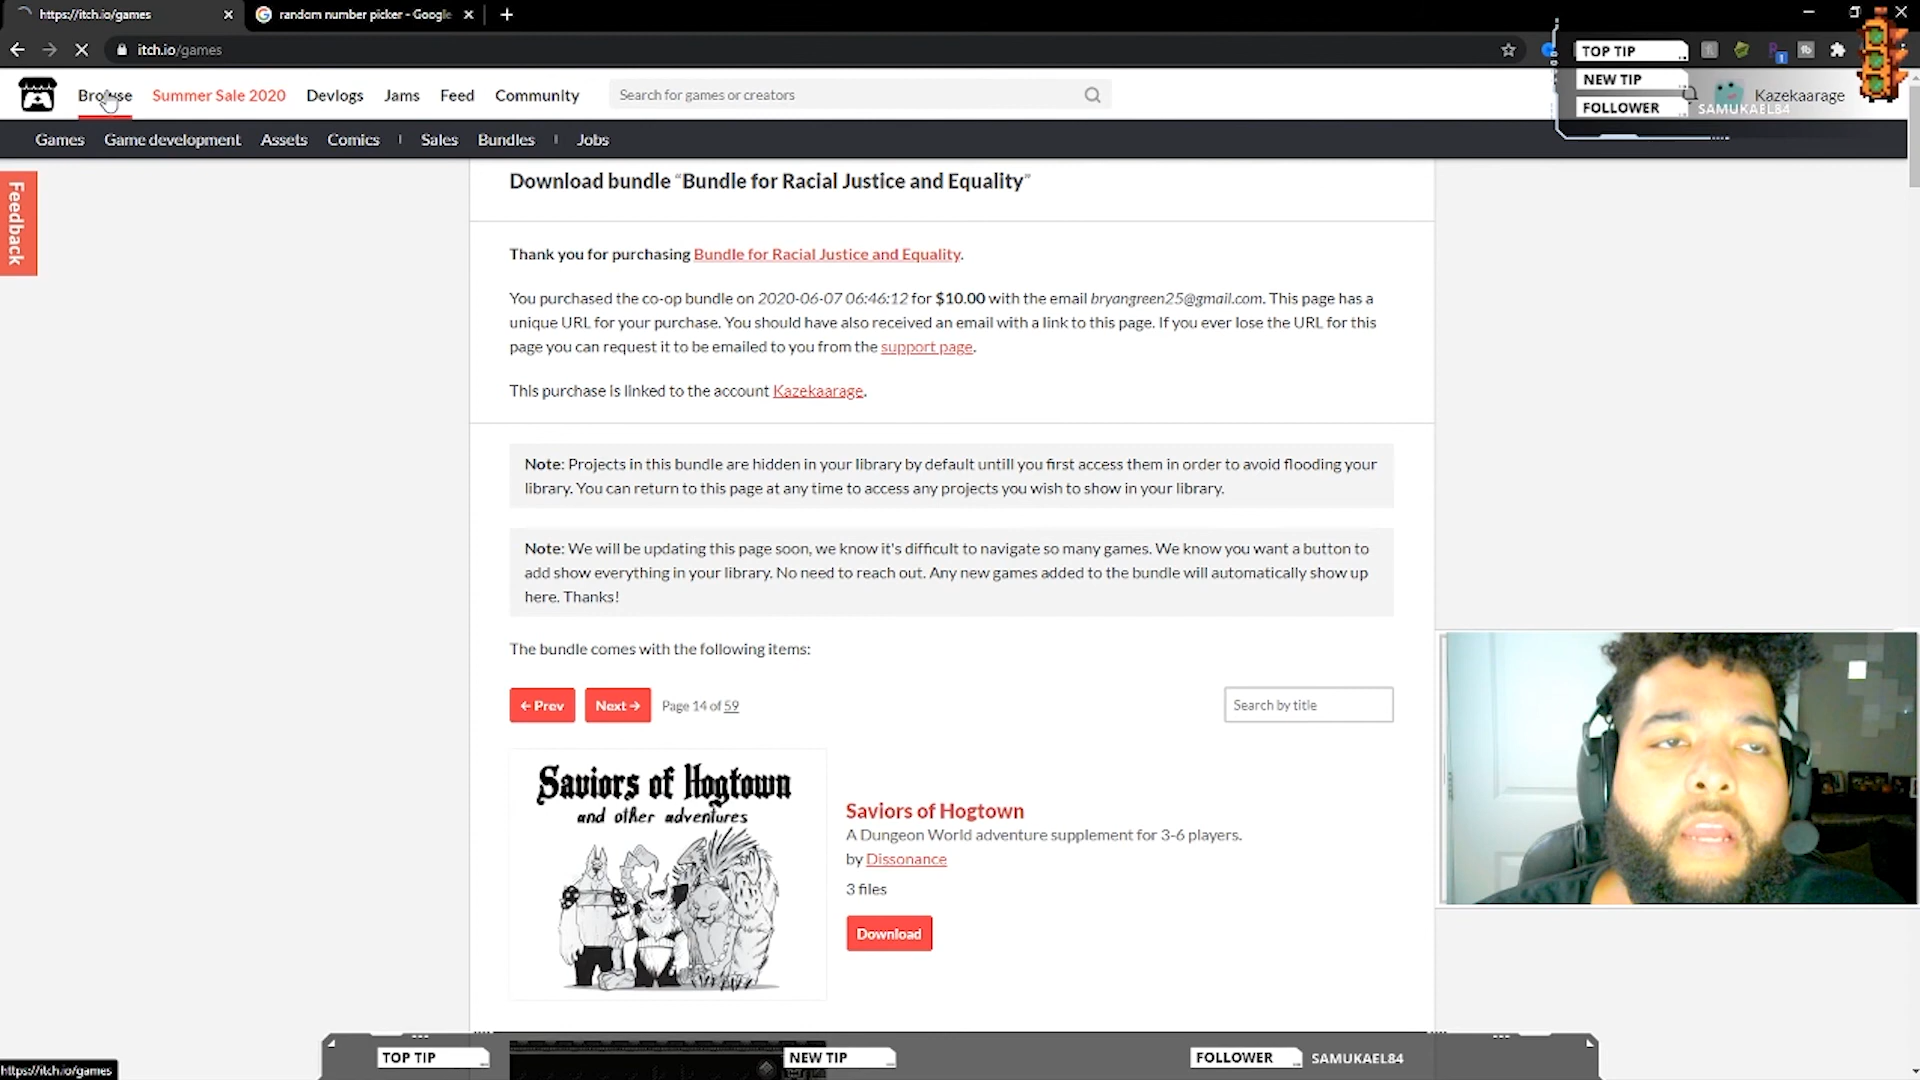 https://itch.io/games
random number picker - Google
itch.io/games
TOP TIP
NEW TIP
FOLLOWER
SAMUKAEL84
Browse
Summer Sale 2020
Devlogs
Jams
Feed
Community
Search for games or creators
Kazekaarage
Games
Game development
Assets
Comics
Sales
Bundles
Jobs
Feedback
Download bundle “Bundle for Racial Justice and Equality”
Thank you for purchasing Bundle for Racial Justice and Equality.
You purchased the co-op bundle on 2020-06-07 06:46:12 for $10.00 with the email bryangreen25@gmail.com. This page has a
unique URL for your purchase. You should have also received an email with a link to this page. If you ever lose the URL for this
page you can request it to be emailed to you from the support page.
This purchase is linked to the account Kazekaarage.
Note: Projects in this bundle are hidden in your library by default untill you first access them in order to avoid flooding your
library. You can return to this page at any time to access any projects you wish to show in your library.
Note: We will be updating this page soon, we know it's difficult to navigate so many games. We know you want a button to
add show everything in your library. No need to reach out. Any new games added to the bundle will automatically show up
here. Thanks!
The bundle comes with the following items:
← Prev
Next →
Page 14 of 59
Search by title
Saviors of Hogtown
and other adventures
Saviors of Hogtown
A Dungeon World adventure supplement for 3-6 players.
by Dissonance
3 files
Download
TOP TIP
NEW TIP
FOLLOWER
SAMUKAEL84
https://itch.io/games